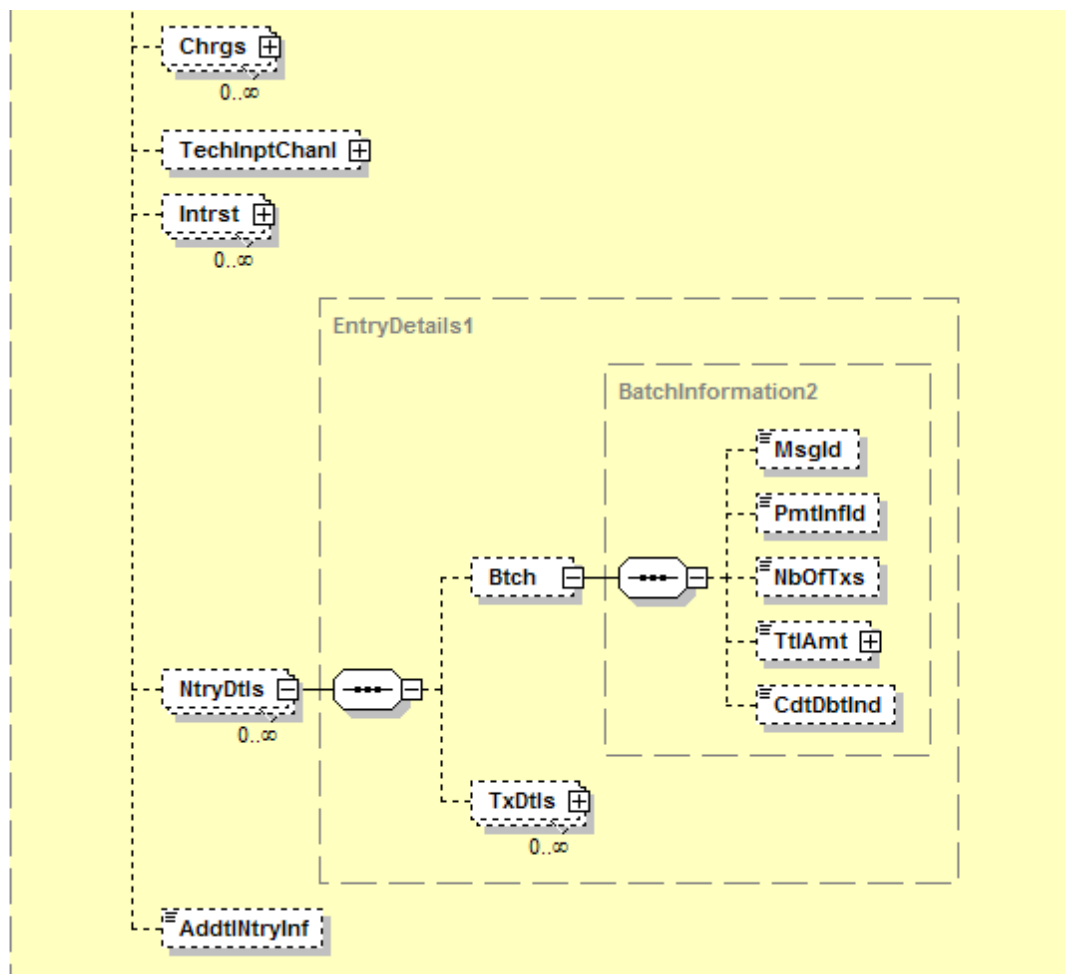 Chrgs
0..∞
TechInptChanl
Intrst
0..∞
EntryDetails1
BatchInformation2
MsgId
PmtInfId
Btch
NbOfTxs
TtlAmt
NtryDtls
CdtDbtInd
0..∞
TxDtls
0..∞
AddtlNtryInf